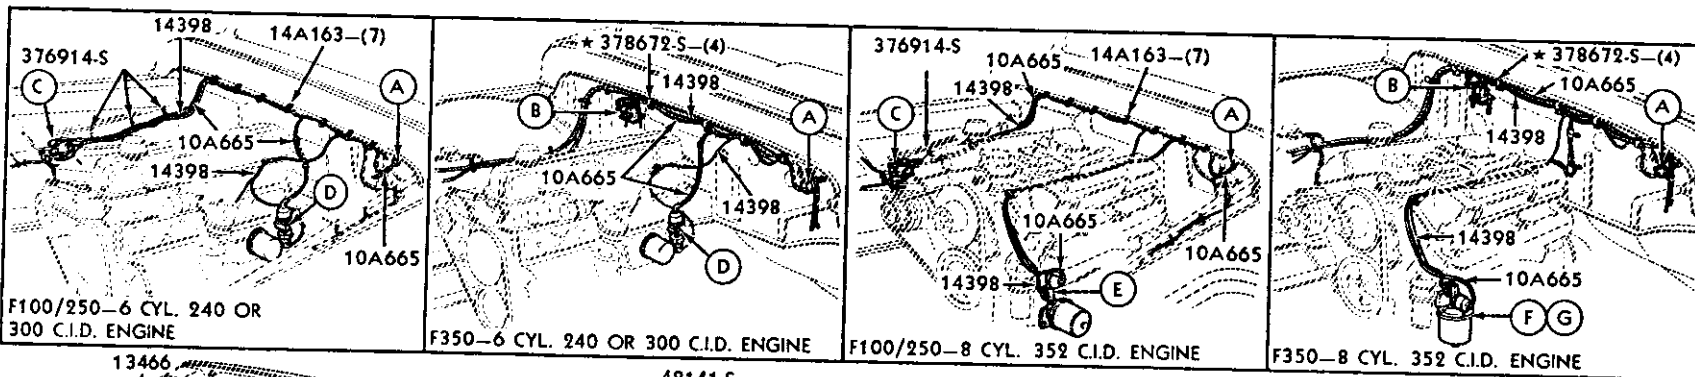 14398
14A163—(7)
376914-S
C
A
10A665
14398
D
10A665
F100/250—6 CYL. 240 OR
300 C.I.D. ENGINE
★ 378672-S—(4)
14398
B
A
10A665
14398
D
F350—6 CYL. 240 OR 300 C.I.D. ENGINE
376914-S
10A665
14A163—(7)
14398
C
A
10A665
10A665
14398
E
F100/250—8 CYL. 352 C.I.D. ENGINE
★ 378672-S—(4)
10A665
B
A
14398
14398
10A665
F G
F350—8 CYL. 352 C.I.D. ENGINE
13466